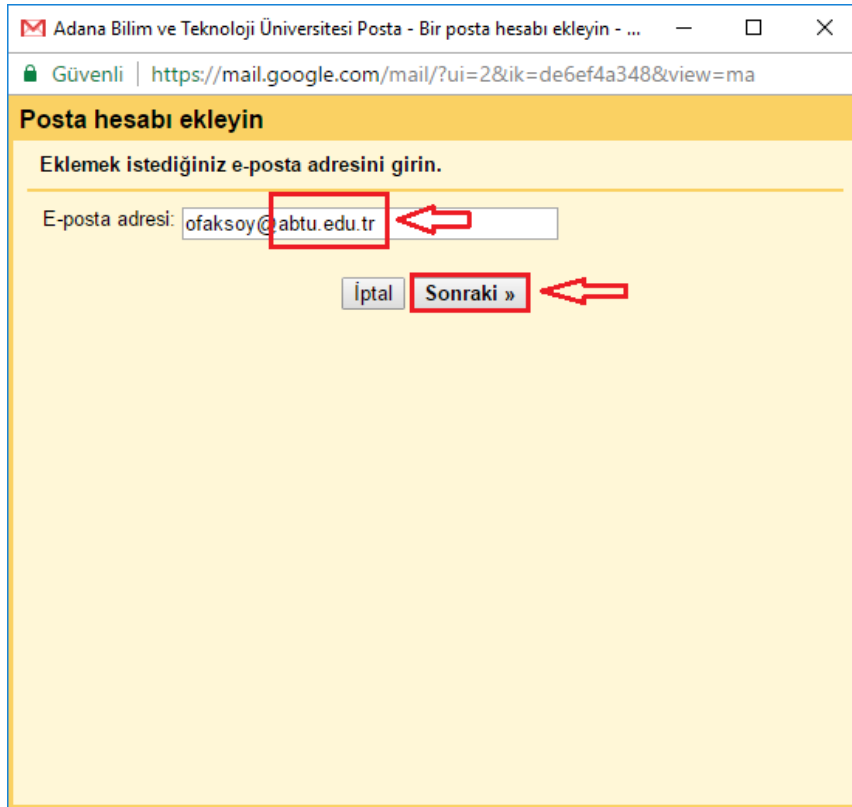 Adana Bilim ve Teknoloji Üniversitesi Posta - Bir posta hesabı ekleyin - ...
Güvenli | https://mail.google.com/mail/?ui=2&ik=de6ef4a348&view=ma
Posta hesabı ekleyin
Eklemek istediğiniz e-posta adresini girin.
E-posta adresi: ofaksoy@abtu.edu.tr
İptal Sonraki »